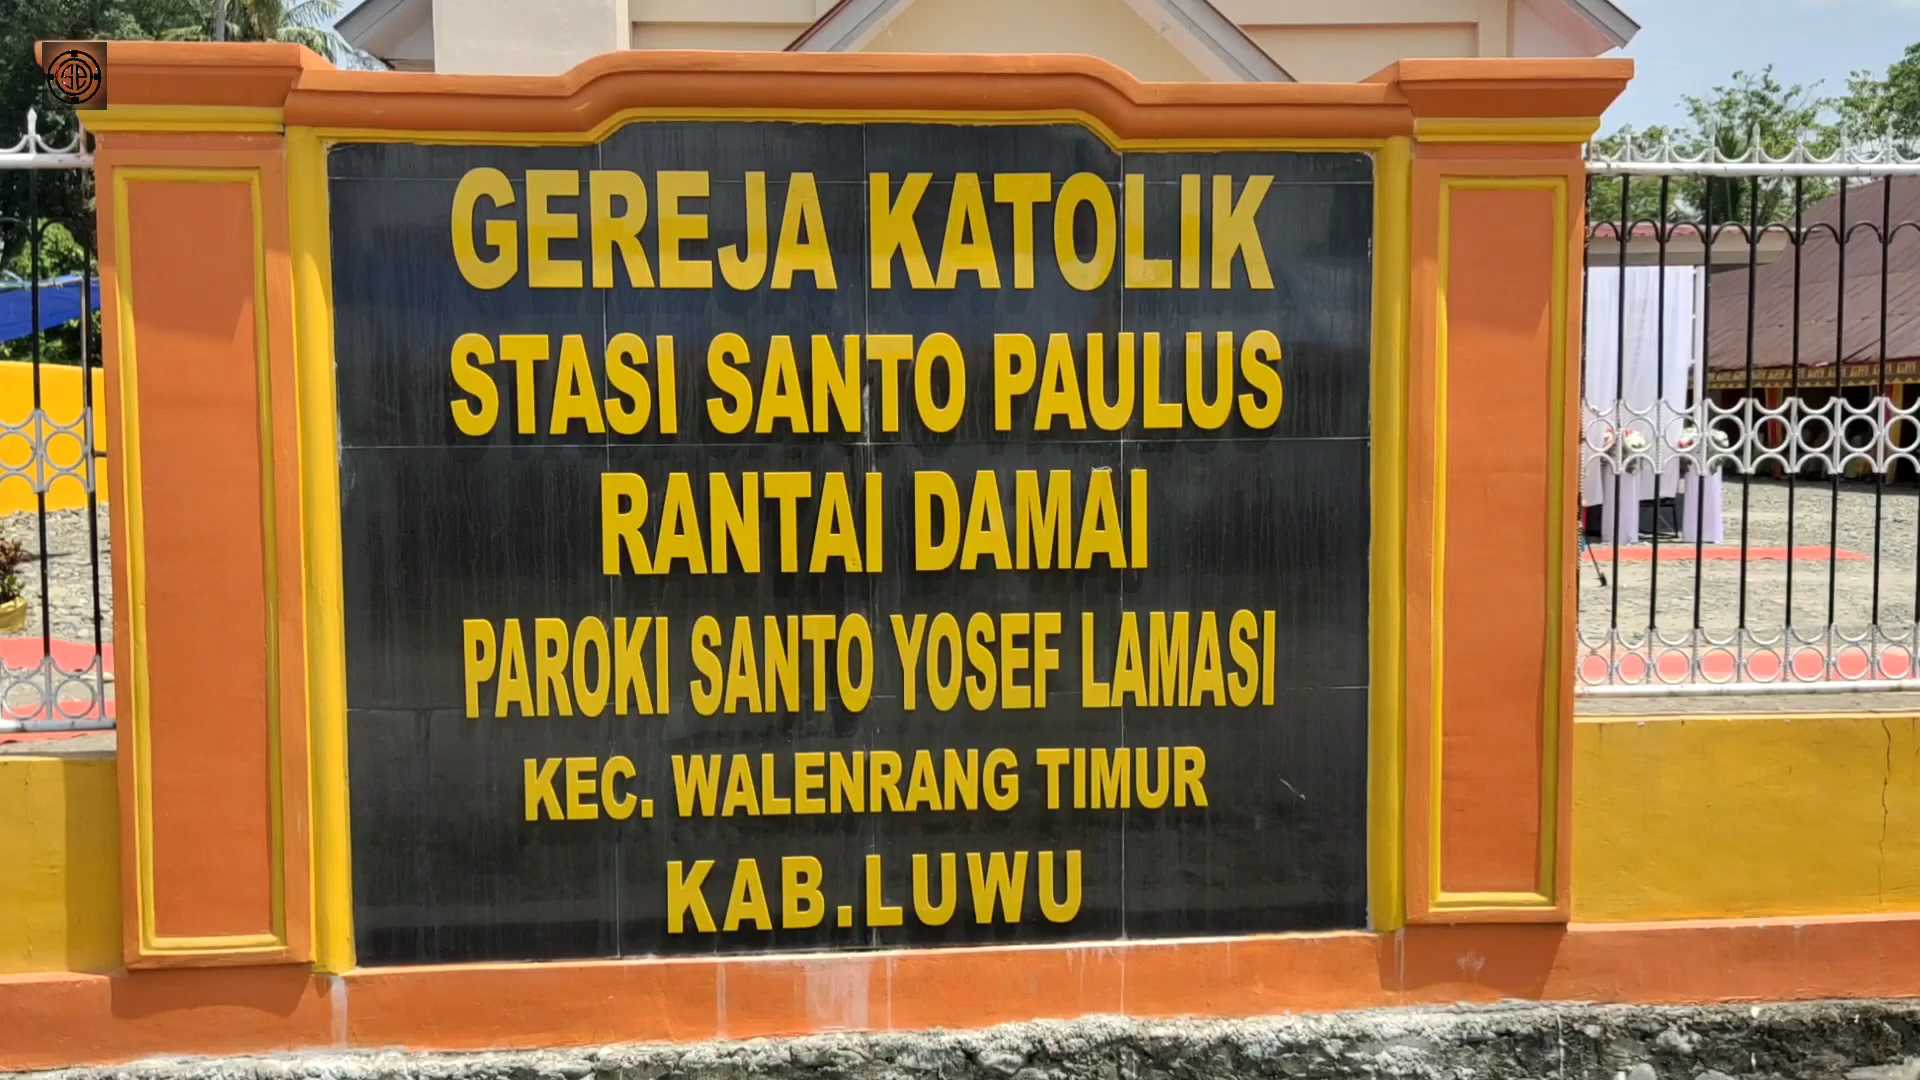 GEREJA KATOLIK
STASI SANTO PAULUS
RANTAI DAMAI
PAROKI SANTO YOSEF LAMASI
KEC. WALENRANG TIMUR
KAB.LUWU